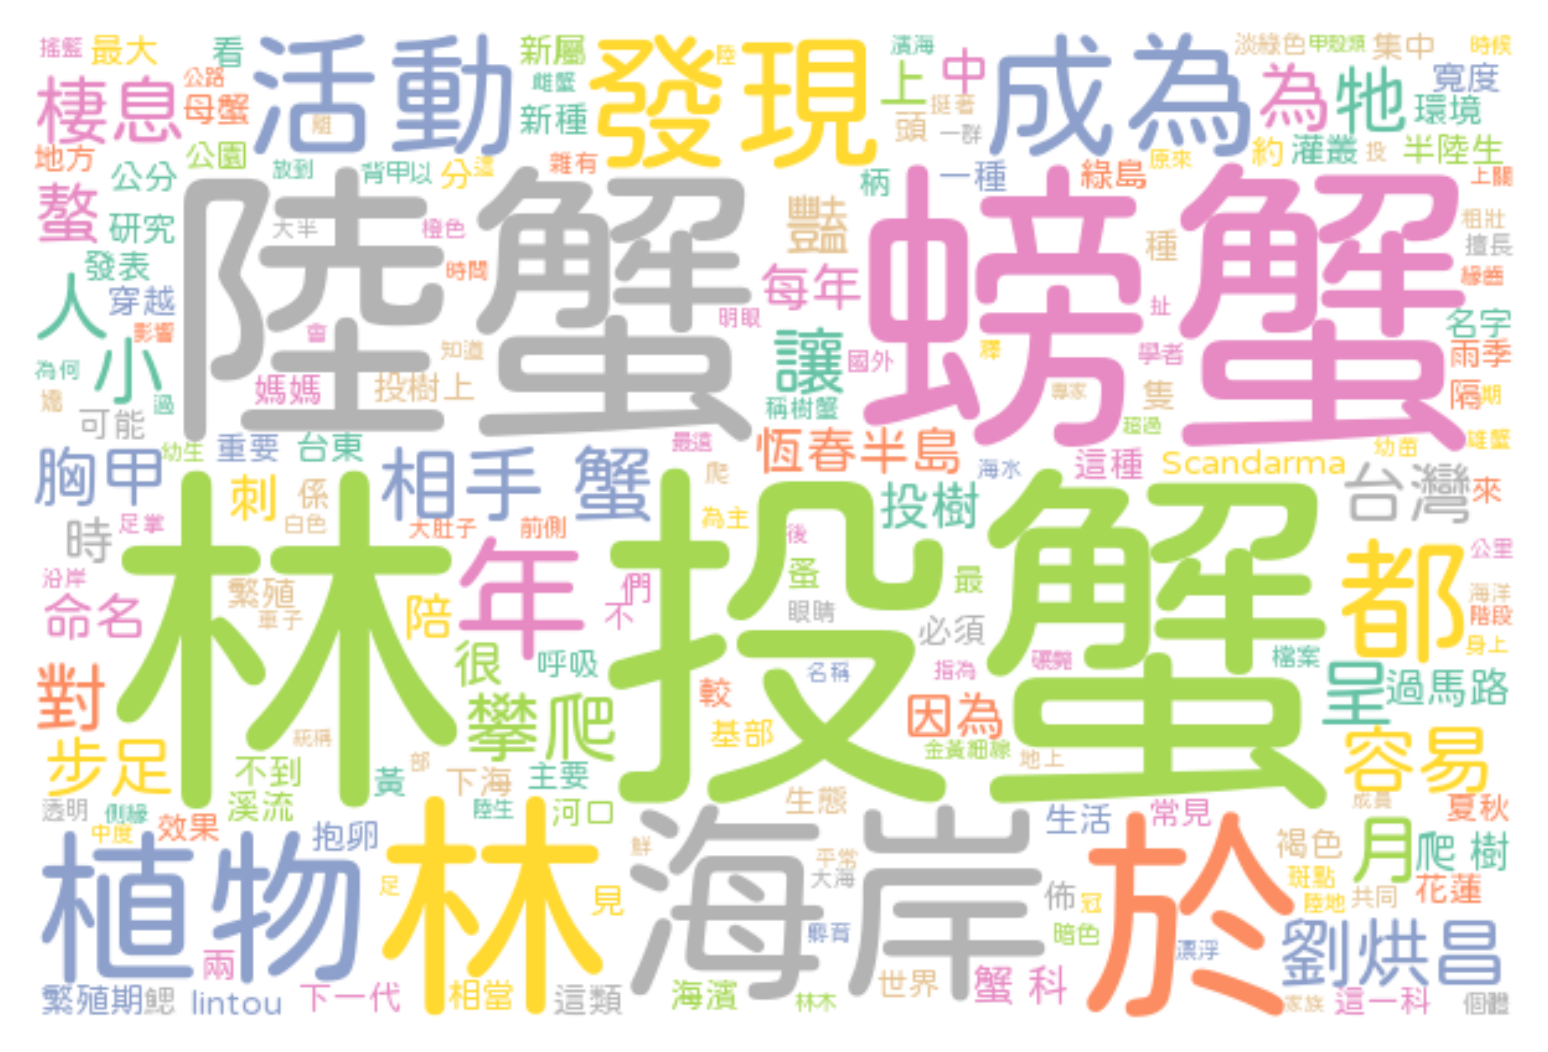 搖籃 最大 看 活動 新屬 發現 陸 濱海 中 成為 淡綠色 甲殼類 集中 時候
棲息 公路 母蟹 離 雌蟹 新種 上 挺著 頭 一群 為 牠 寬度 環境
地方 公園 公分 放到 背甲以 分 這 雜有 柄 一種 綠島 原來 約 灌叢 投 半陸生 上關
螯 研究 陸蟹 大半 橙色 豔 螃蟹 種 粗壯 擅長
發表 時間 每年 緣齒
人 穿越 影響 會 明眼 扯 名字
為何 小 知道 讓 國外 釋 學者 雨季
過 媽媽 投樹上 稱樹蟹 專家 隻 隔 期
可能 超過
幼生 重要 台東 最遠 恆春半島 海水 這種 Scandarma 幼苗 雄蟹
胸甲 刺 係 相手 蟹 爬 投樹 台灣 來
時 足掌 白色 大肚子 前側 為主 後
沿岸 林投蟹 年 們 蚤 最 都 公里
命名 繁殖 車子 陪 不 眼睛 必須 海洋 階段 身上
很 呼吸 名稱 指為 碾斃 檔案
對 攀爬 較 因為 呈 過馬路
步足 統稱 基部 金黃細線 地上 容易
不到 黃 部 下海 主要
透明 側緣 溪流 陸生 河口 生態 生活 常見 成員 夏秋
中度 效果 抱卵 鮮 海岸 平常 於 褐色 月 爬 樹
植物 林 足 見 大海 佈 冠 斑點 陸地 共同 花蓮
兩 孵育 暗色 漂浮 劉烘昌
繁殖期 鰓 lintou 下一代 相當 這類 海濱 林木 世界 蟹 科 家族 這一科 個體